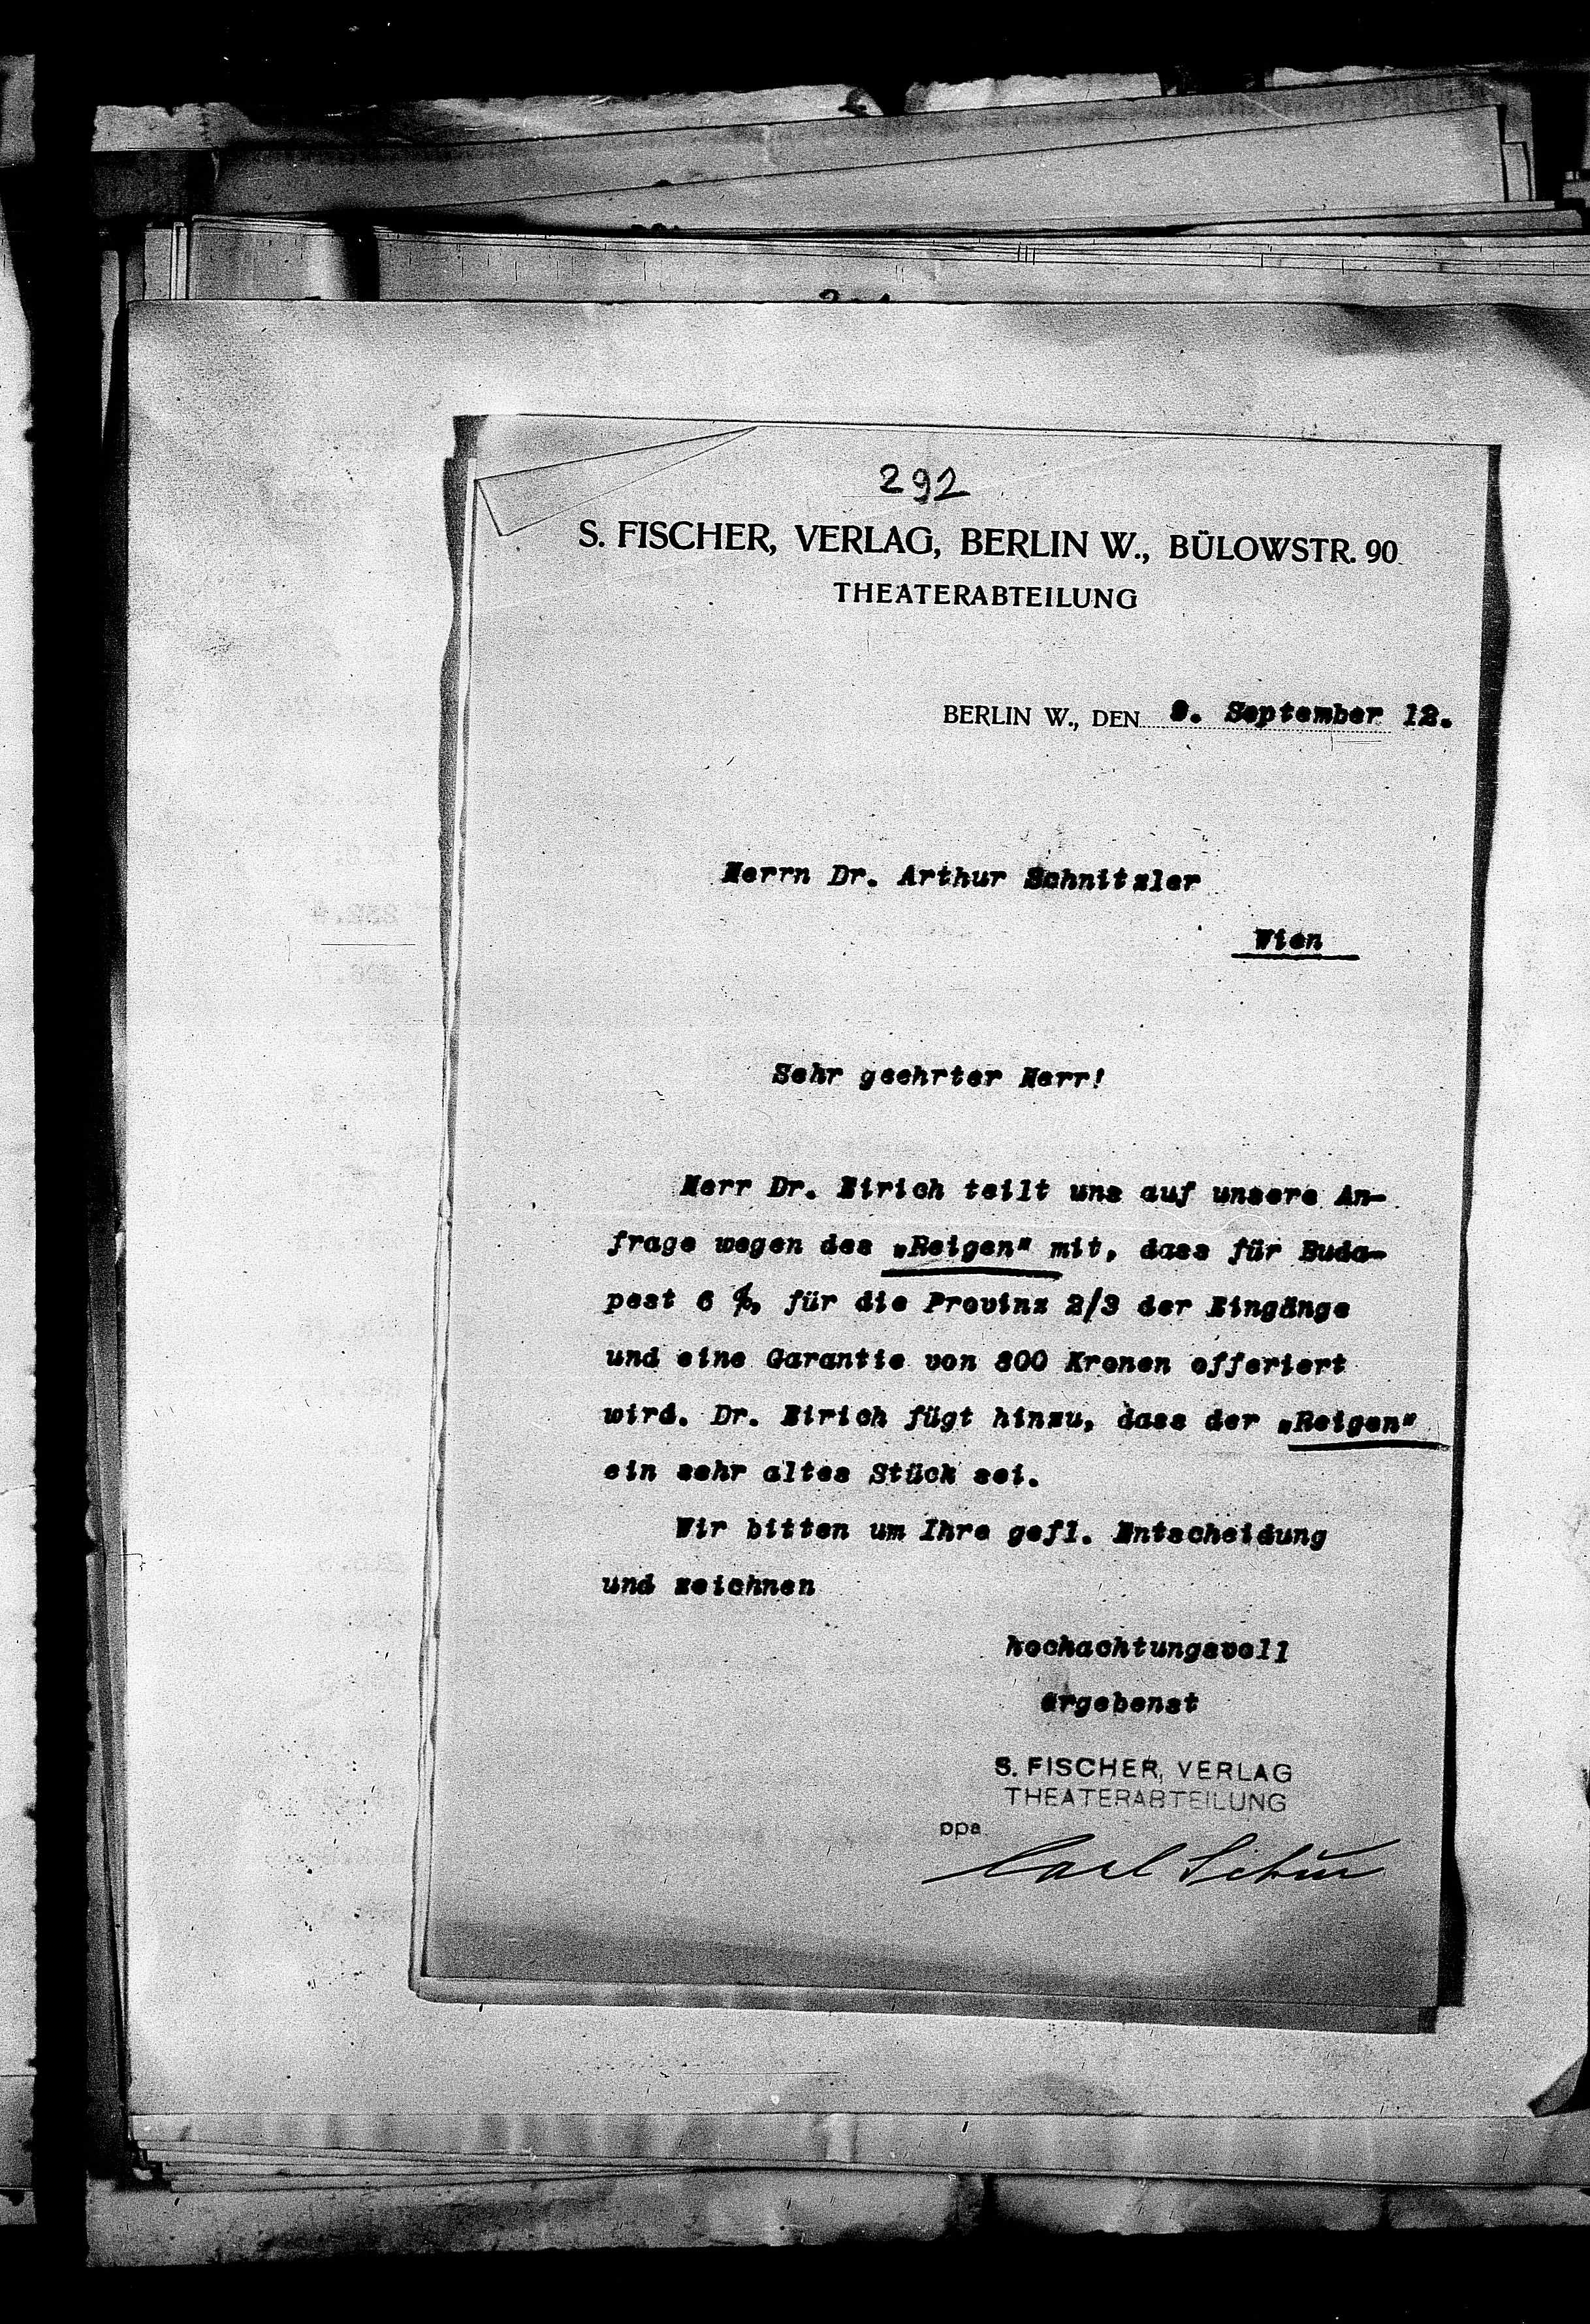 292
S. FISCHER, VERLAG, BERLIN W., BÜLOWSTR. 90
THEATERABTEILUNG
BERLIN W., DEN 9. September 12.
Herrn Dr. Arthur Schnitzler
Wien
Sehr geehrter Herr!
Herr Dr. Eirich teilt uns auf unsere An-
frage wegen des „Reigen" mit, dass für Buda-
pest 6 %, für die Provinz 2/3 der Eingänge
und eine Garantie von 800 Kronen offeriert
wird. Dr. Eirich fügt hinzu, dass der „Reigen"
ein sehr altes Stück sei.
Wir bitten um Ihre gefl. Entscheidung
und zeichnen
hochachtungsvoll
ergebenst
S. FISCHER, VERLAG
THEATERABTEILUNG
ppa
Carl